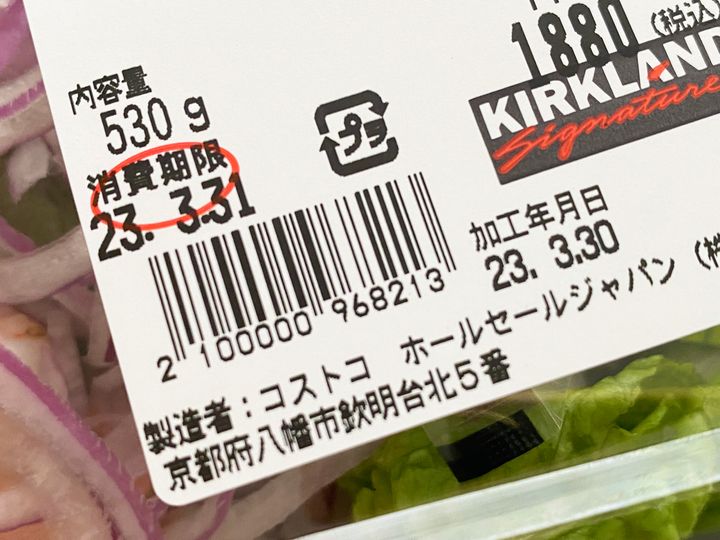 1880 (税込)
KIRKLAND
Signature
内容量
530g
プラ
消費期限
23. 3.31
加工年月日
23. 3.30
2 100000 968213
製造者:コストコ ホールセールジャパン (株
京都府八幡市欽明台北5番